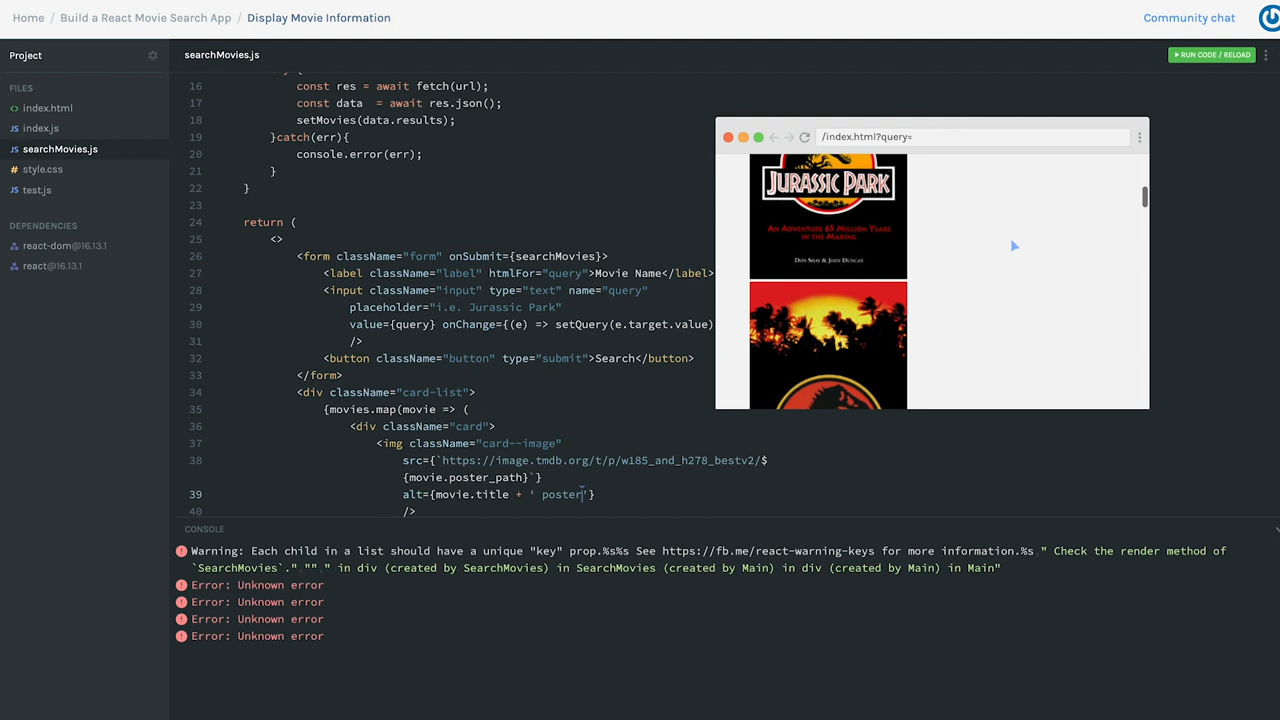 Home / Build a React Movie Search App / Display Movie Information
Community chat
Project
searchMovies.js
RUN CODE / RELOAD
FILES
<> index.html
JS index.js
JS searchMovies.js
# style.css
JS test.js
DEPENDENCIES
react-dom@16.13.1
react@16.13.1
16 const res = await fetch(url);
17 const data  = await res.json();
18 setMovies(data.results);
19 }catch(err){
20 console.error(err);
21 }
22 }
23
24 return (
25 <>
26 <form className="form" onSubmit={searchMovies}>
27 <label className="label" htmlFor="query">Movie Name</label>
28 <input className="input" type="text" name="query"
29 placeholder="i.e. Jurassic Park"
30 value={query} onChange={(e) => setQuery(e.target.value)
31 />
32 <button className="button" type="submit">Search</button>
33 </form>
34 <div className="card-list">
35 {movies.map(movie => (
36 <div className="card">
37 <img className="card--image"
38 src={`https://image.tmdb.org/t/p/w185_and_h278_bestv2/$
{movie.poster_path}`}
39 alt={movie.title + ' poster'}
40 />
/index.html?query=
JURASSIC PARK
AN ADVENTURE 65 MILLION YEARS
IN THE MAKING
DON SHAY & JODY DUNCAN
CONSOLE
Warning: Each child in a list should have a unique "key" prop.%s%s See https://fb.me/react-warning-keys for more information.%s," Check the render method of
`SearchMovies`.",""," in div (created by SearchMovies) in SearchMovies (created by Main) in div (created by Main) in Main"
Error: Unknown error
Error: Unknown error
Error: Unknown error
Error: Unknown error